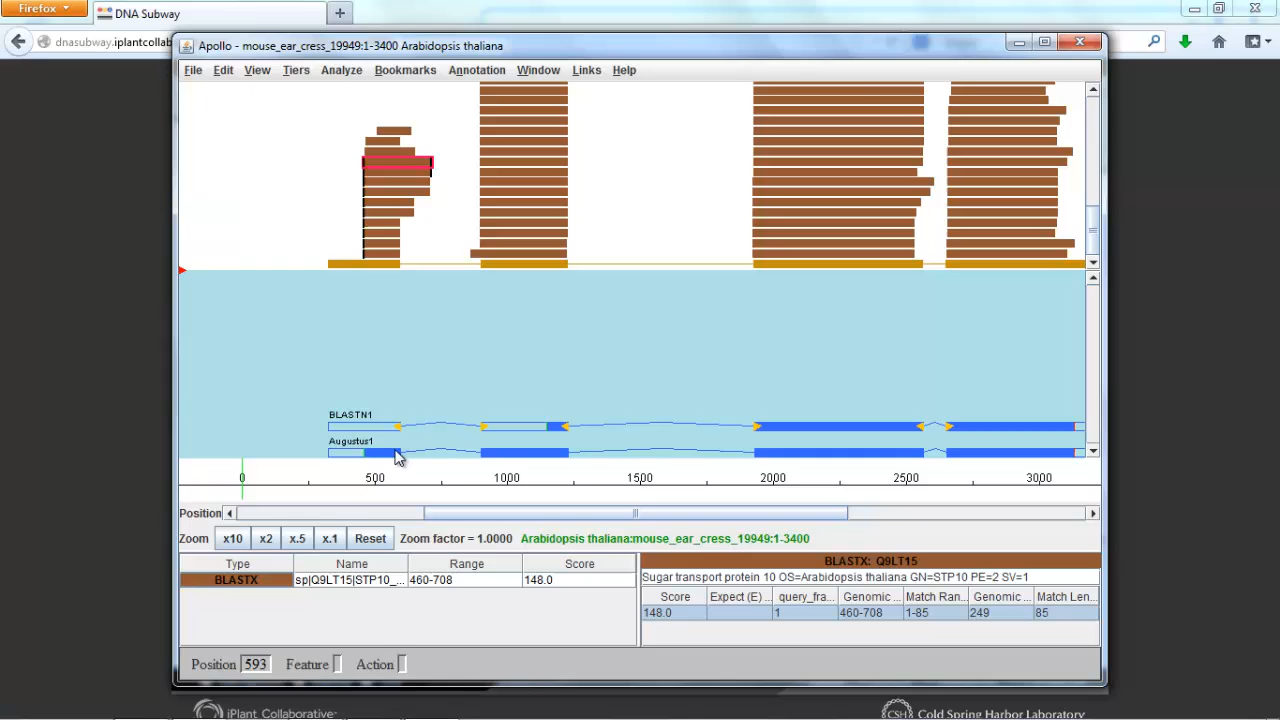 Firefox
DNA Subway
dnasubway.iplantcollab
Apollo - mouse_ear_cress_19949:1-3400 Arabidopsis thaliana
File Edit View Tiers Analyze Bookmarks Annotation Window Links Help
BLASTN1
Augustus1
0 500 1000 1500 2000 2500 3000
Position
Zoom x10 x2 x.5 x.1 Reset Zoom factor = 1.0000 Arabidopsis thaliana:mouse_ear_cress_19949:1-3400
Type Name Range Score
BLASTX sp|Q9LT15|STP10_... 460-708 148.0
BLASTX: Q9LT15
Sugar transport protein 10 OS=Arabidopsis thaliana GN=STP10 PE=2 SV=1
Score Expect (E) ... query_fra... Genomic ... Match Ran... Genomic ... Match Len...
148.0 1 460-708 1-85 249 85
Position 593 Feature Action
iPlant Collaborative:
CSH Cold Spring Harbor Laboratory